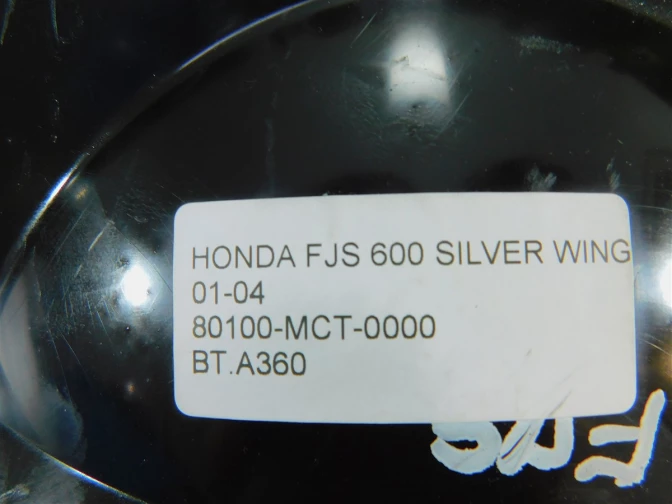 HONDA FJS 600 SILVER WING
01-04
80100-MCT-0000
BT.A360